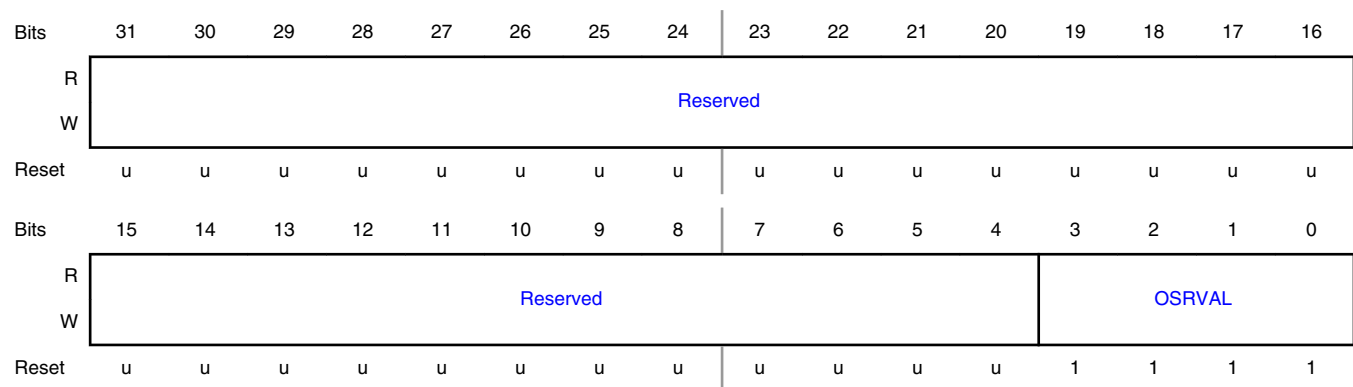 Bits 31 30 29 28 27 26 25 24 23 22 21 20 19 18 17 16
R
Reserved
W
Reset u u u u u u u u u u u u u u u u
Bits 15 14 13 12 11 10 9 8 7 6 5 4 3 2 1 0
R
Reserved OSRVAL
W
Reset u u u u u u u u u u u u 1 1 1 1